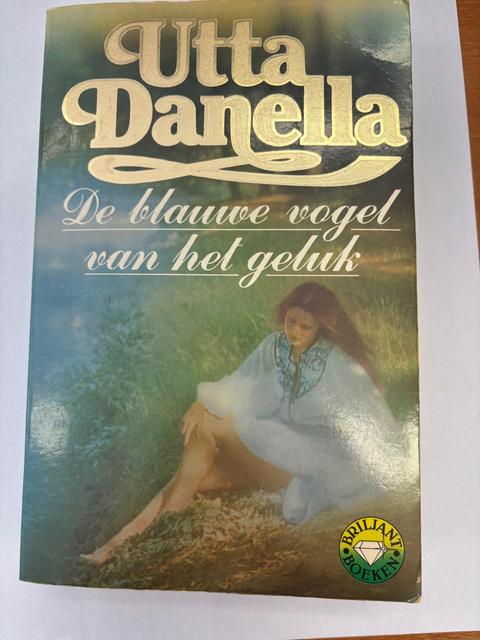 Utta
Danella
De blauwe vogel
van het geluk
BRILJANT
BOEKEN